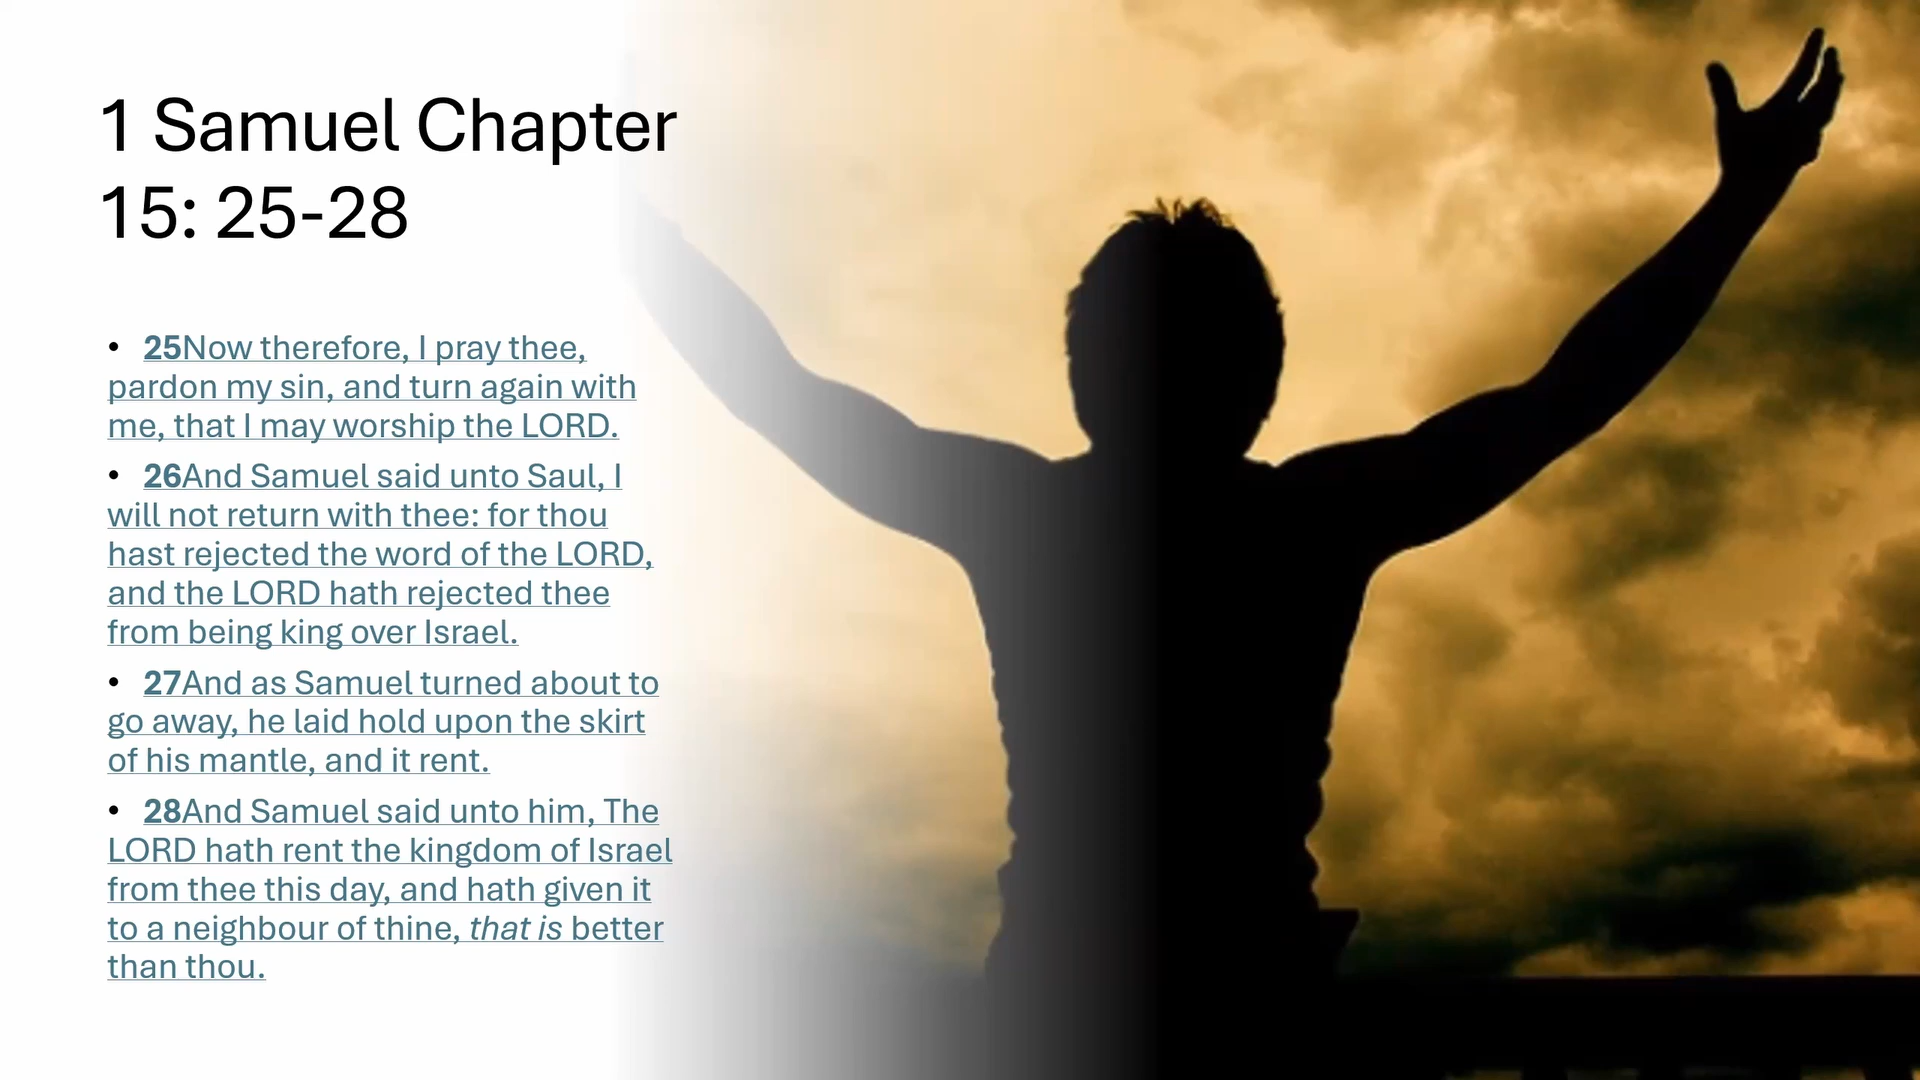 1 Samuel Chapter
15: 25-28
• 25Now therefore, I pray thee,
pardon my sin, and turn again with
me, that I may worship the LORD.
• 26And Samuel said unto Saul, I
will not return with thee: for thou
hast rejected the word of the LORD,
and the LORD hath rejected thee
from being king over Israel.
• 27And as Samuel turned about to
go away, he laid hold upon the skirt
of his mantle, and it rent.
• 28And Samuel said unto him, The
LORD hath rent the kingdom of Israel
from thee this day, and hath given it
to a neighbour of thine, that is better
than thou.